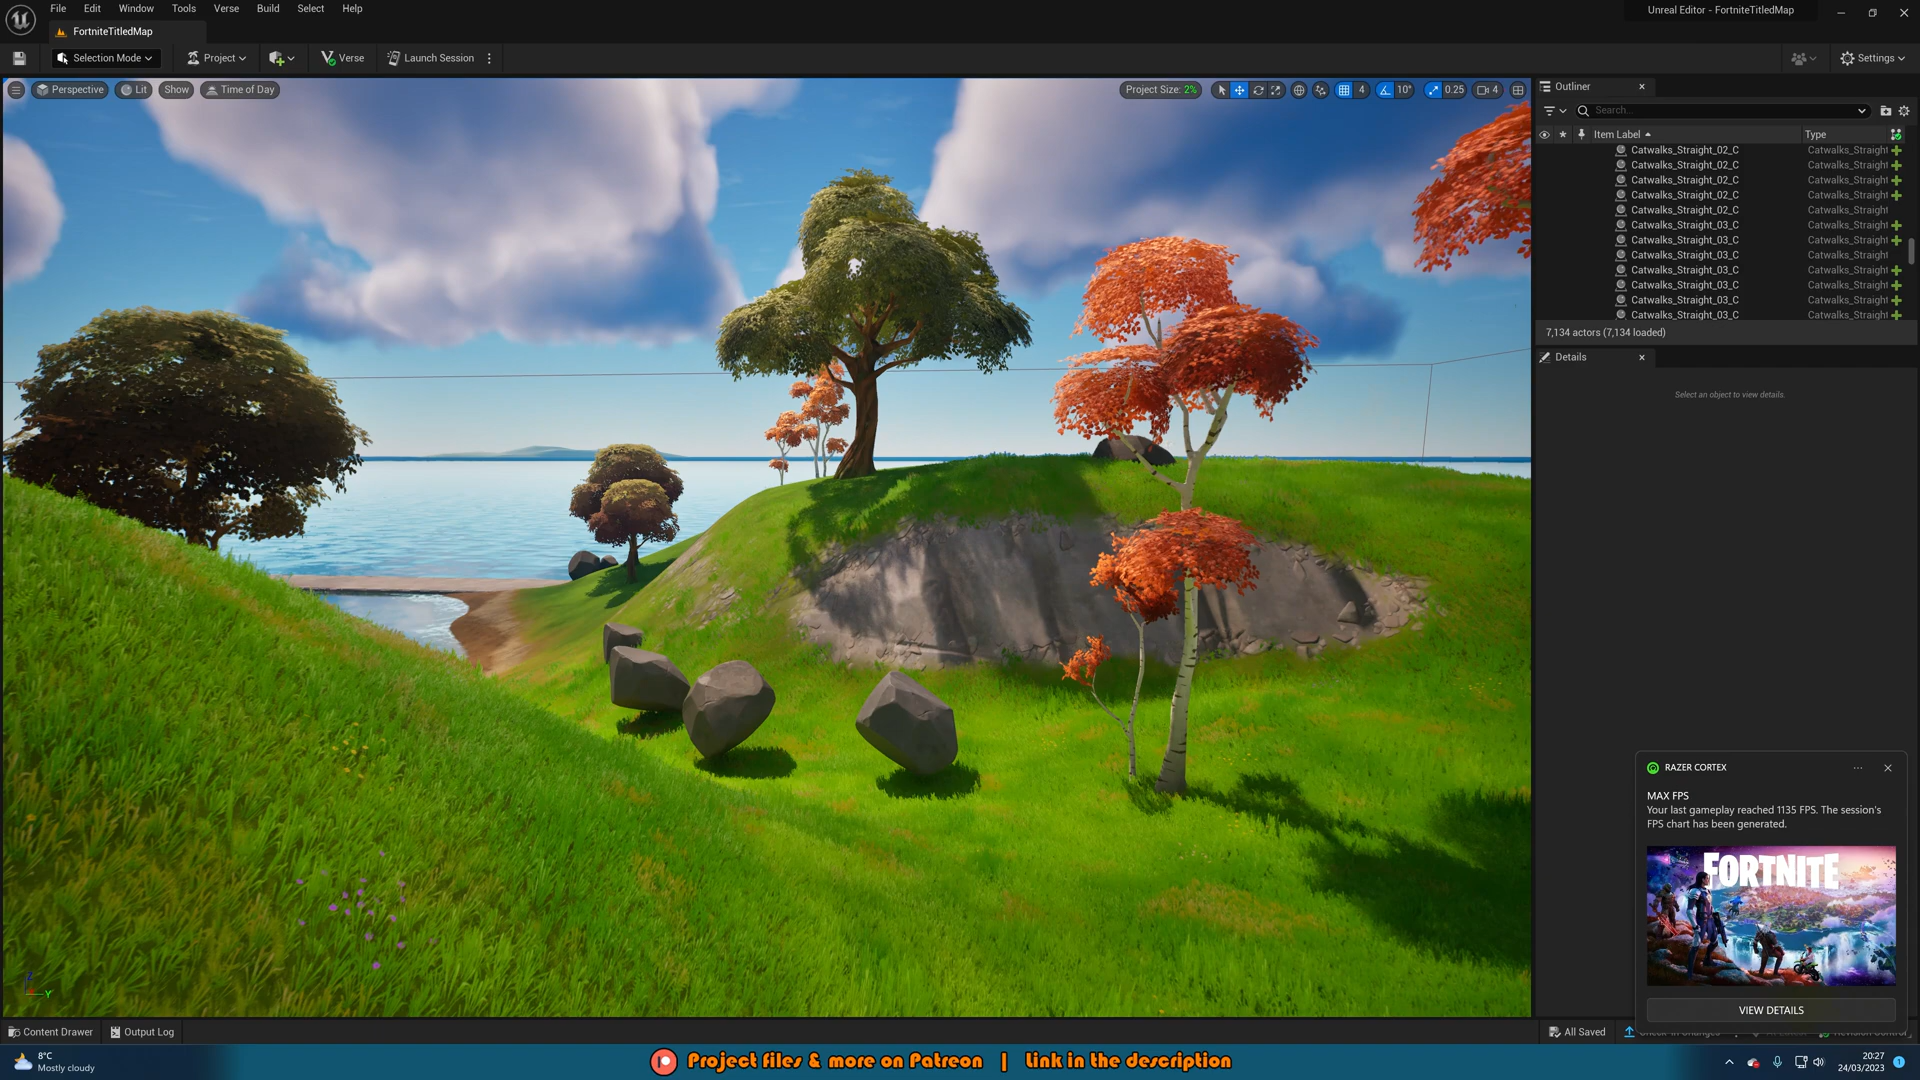 File Edit Window Tools Verse Build Select Help
Unreal Editor - FortniteTitledMap
FortniteTitledMap
Selection Mode
Project
Verse
Launch Session
Settings
Perspective
Lit
Show
Time of Day
Project Size: 2%
4
10°
0.25
4
Outliner
Search...
Item Label
Type
Catwalks_Straight_02_C Catwalks_Straight
Catwalks_Straight_02_C Catwalks_Straight
Catwalks_Straight_02_C Catwalks_Straight
Catwalks_Straight_02_C Catwalks_Straight
Catwalks_Straight_02_C Catwalks_Straight
Catwalks_Straight_03_C Catwalks_Straight
Catwalks_Straight_03_C Catwalks_Straight
Catwalks_Straight_03_C Catwalks_Straight
Catwalks_Straight_03_C Catwalks_Straight
Catwalks_Straight_03_C Catwalks_Straight
Catwalks_Straight_03_C Catwalks_Straight
Catwalks_Straight_03_C Catwalks_Straight
7,134 actors (7,134 loaded)
Details
Select an object to view details.
RAZER CORTEX
MAX FPS
Your last gameplay reached 1135 FPS. The session's
FPS chart has been generated.
FORTNITE
VIEW DETAILS
Y
Content Drawer
Output Log
All Saved
8°C
Mostly cloudy
Project files & more on Patreon | Link in the description
20:27
24/03/2023
1